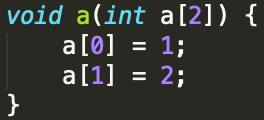 void a(int a[2]) {
    a[0] = 1;
    a[1] = 2;
}